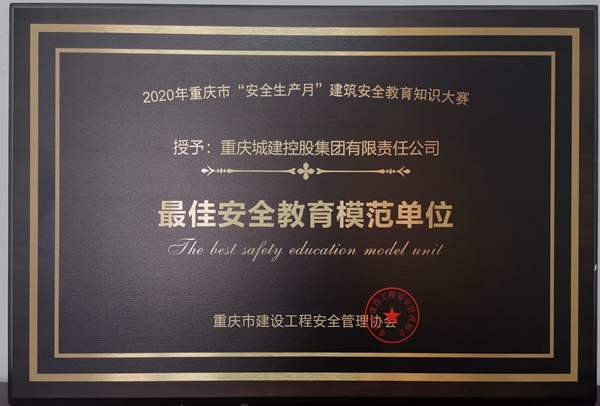 2020年重庆市“安全生产月”建筑安全教育知识大赛
授予：重庆城建控股集团有限责任公司
最佳安全教育模范单位
The best safety education model unit
重庆市建设工程安全管理协会